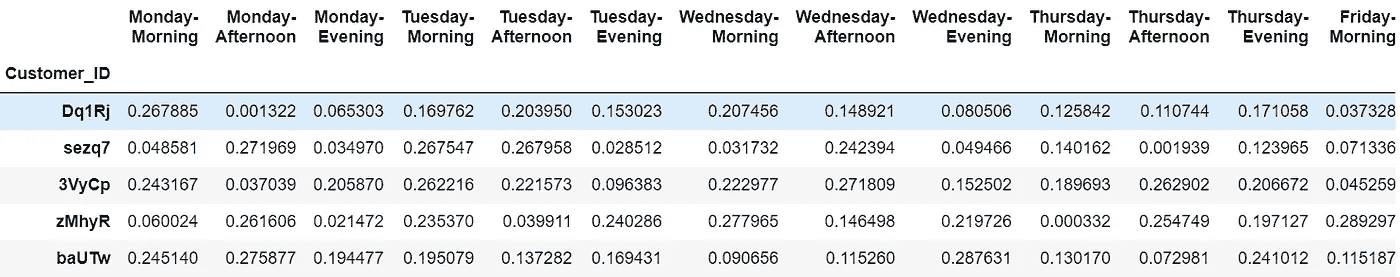 Monday- Monday- Monday- Tuesday- Tuesday- Tuesday- Wednesday- Wednesday- Wednesday- Thursday- Thursday- Thursday- Friday-
Morning Afternoon Evening Morning Afternoon Evening Morning Afternoon Evening Morning Afternoon Evening Morning
Customer_ID
Dq1Rj 0.267885 0.001322 0.065303 0.169762 0.203950 0.153023 0.207456 0.148921 0.080506 0.125842 0.110744 0.171058 0.037328
sezq7 0.048581 0.271969 0.034970 0.267547 0.267958 0.028512 0.031732 0.242394 0.049466 0.140162 0.001939 0.123965 0.071336
3VyCp 0.243167 0.037039 0.205870 0.262216 0.221573 0.096383 0.222977 0.271809 0.152502 0.189693 0.262902 0.206672 0.045259
zMhyR 0.060024 0.261606 0.021472 0.235370 0.039911 0.240286 0.277965 0.146498 0.219726 0.000332 0.254749 0.197127 0.289297
baUTw 0.245140 0.275877 0.194477 0.195079 0.137282 0.169431 0.090656 0.115260 0.287631 0.130170 0.072981 0.241012 0.115187